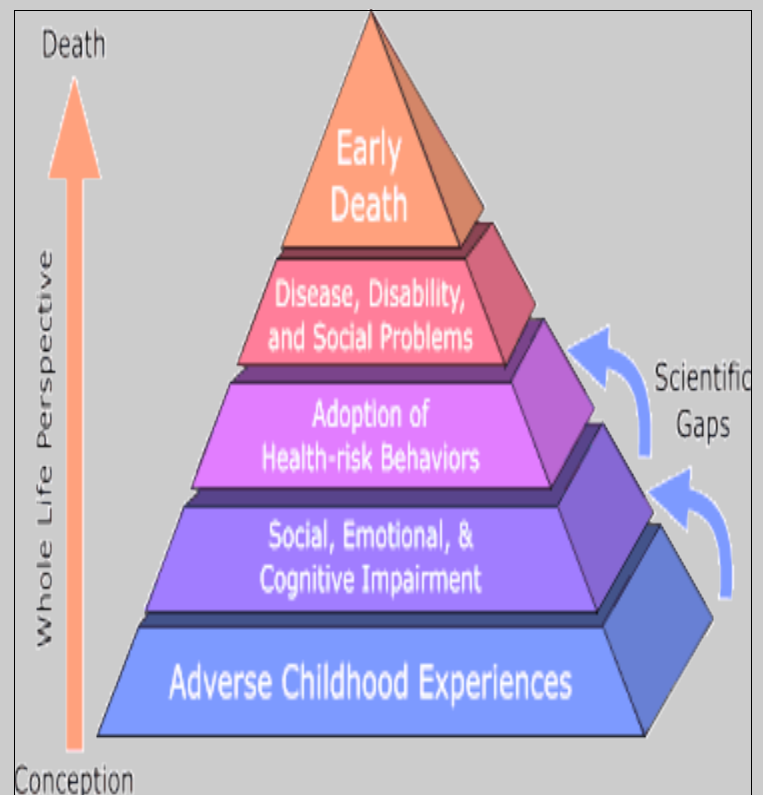 Death
Whole Life Perspective
Conception
Early
Death
Disease, Disability,
and Social Problems
Adoption of
Health-risk Behaviors
Social, Emotional, &
Cognitive Impairment
Adverse Childhood Experiences
Scientific
Gaps